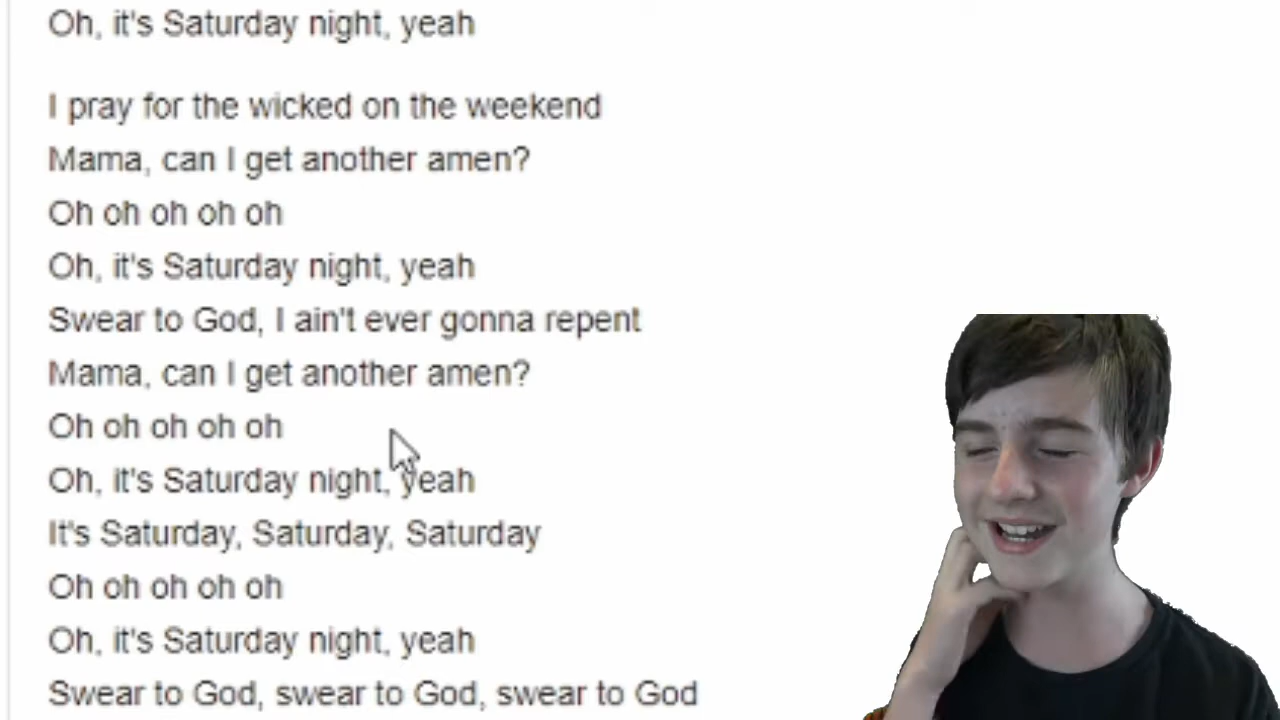 Oh, it's Saturday night, yeah
I pray for the wicked on the weekend
Mama, can I get another amen?
Oh oh oh oh oh
Oh, it's Saturday night, yeah
Swear to God, I ain't ever gonna repent
Mama, can I get another amen?
Oh oh oh oh oh
Oh, it's Saturday night, yeah
It's Saturday, Saturday, Saturday
Oh oh oh oh oh
Oh, it's Saturday night, yeah
Swear to God, swear to God, swear to God